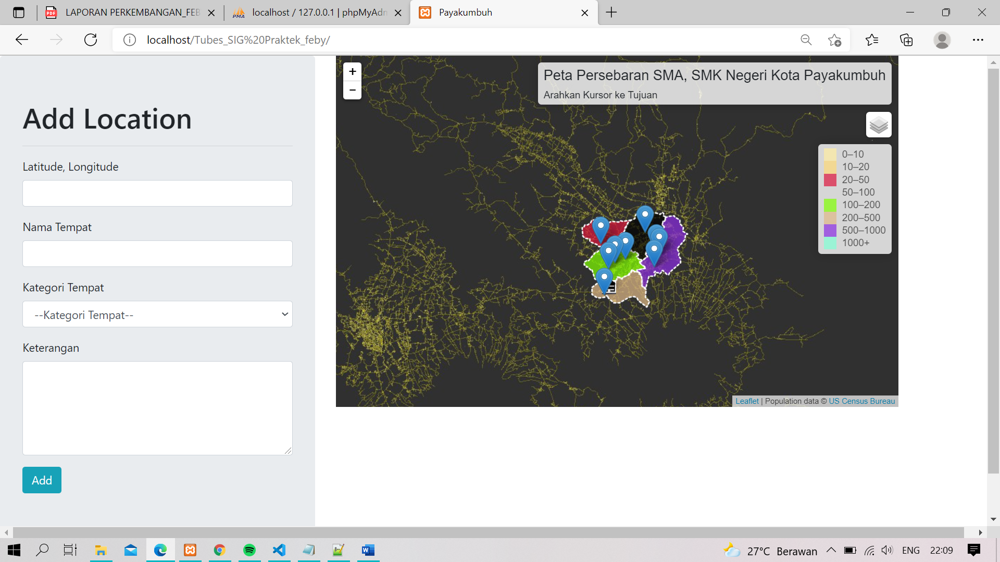 LAPORAN PERKEMBANGAN_FEB
localhost / 127.0.0.1 | phpMyAdn
Payakumbuh
localhost/Tubes_SIG%20Praktek_feby/
Add Location
Latitude, Longitude
Nama Tempat
Kategori Tempat
--Kategori Tempat--
Keterangan
Add
+
-
Peta Persebaran SMA, SMK Negeri Kota Payakumbuh
Arahkan Kursor ke Tujuan
0–10
10–20
20–50
50–100
100–200
200–500
500–1000
1000+
Leaflet | Population data © US Census Bureau
27°C Berawan
ENG
22:09